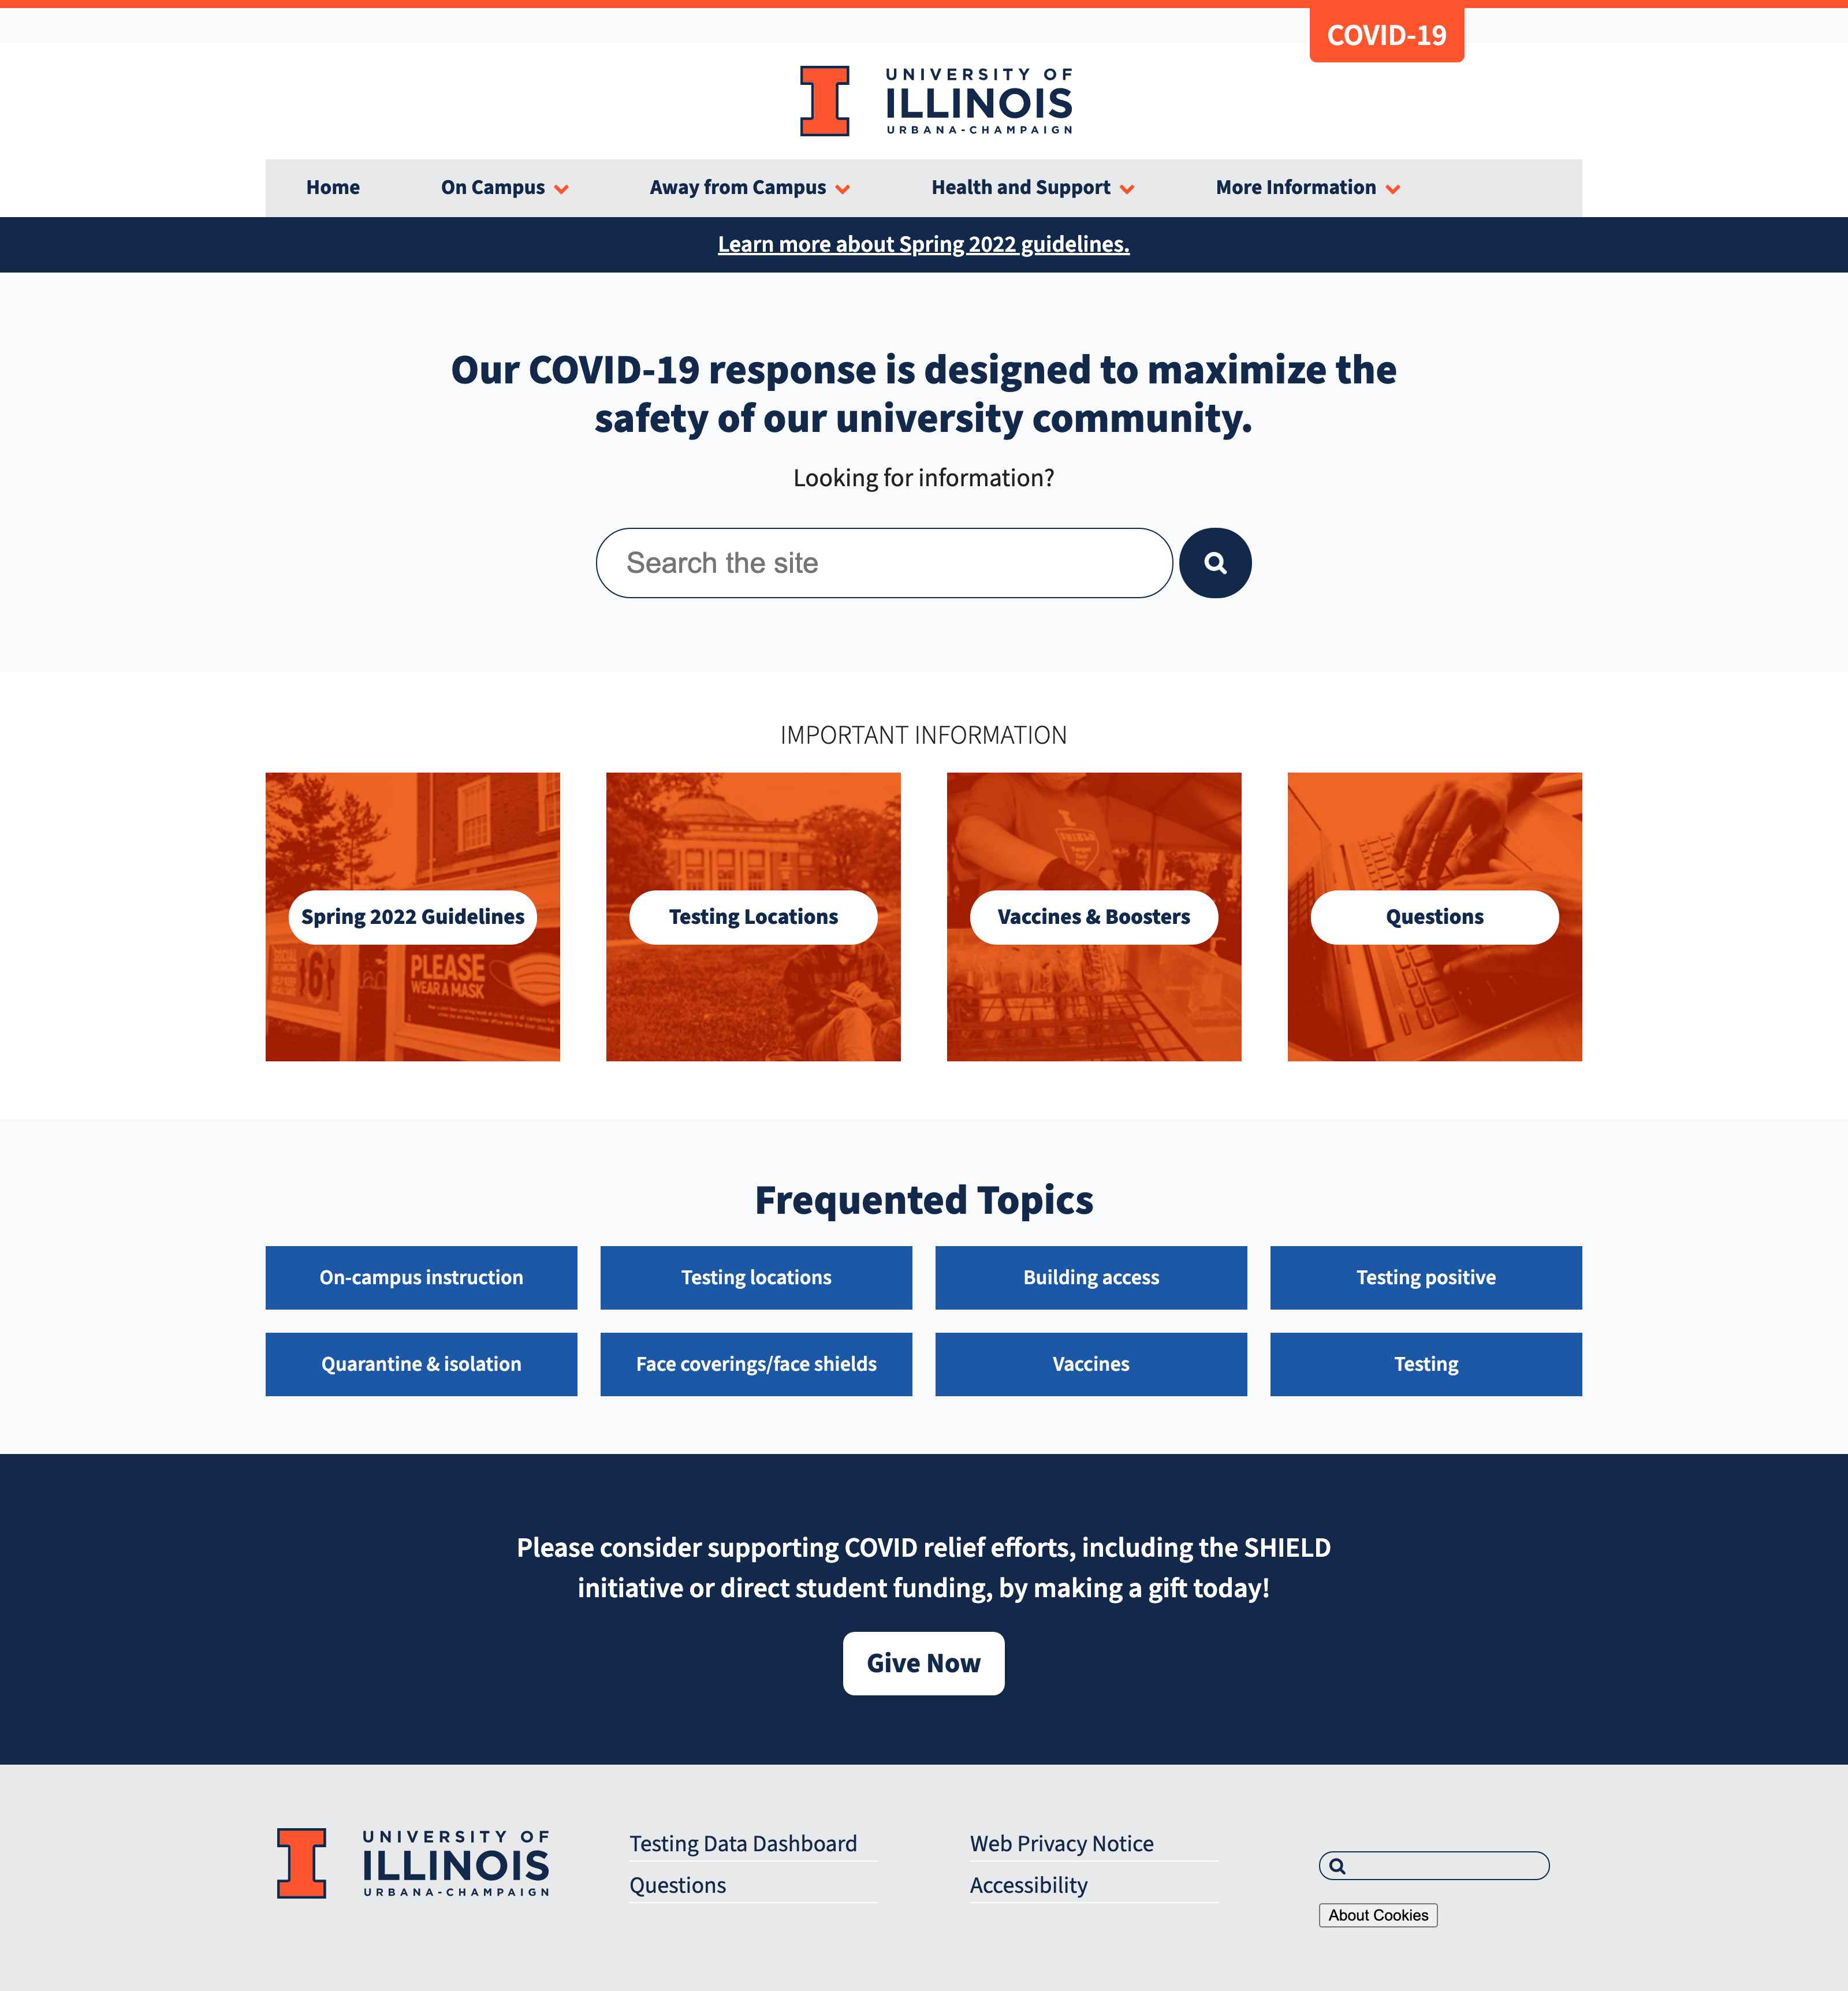 COVID-19
UNIVERSITY OF
ILLINOIS
URBANA-CHAMPAIGN
Home On Campus Away from Campus Health and Support More Information
Learn more about Spring 2022 guidelines.
Our COVID-19 response is designed to maximize the
safety of our university community.
Looking for information?
Search the site
IMPORTANT INFORMATION
Spring 2022 Guidelines
6
PLEASE
WEAR A MASK
Testing Locations
SHIELD
Vaccines & Boosters
Questions
Frequented Topics
On-campus instruction Testing locations Building access Testing positive
Quarantine & isolation Face coverings/face shields Vaccines Testing
Please consider supporting COVID relief efforts, including the SHIELD
initiative or direct student funding, by making a gift today!
Give Now
UNIVERSITY OF
ILLINOIS
URBANA-CHAMPAIGN
Testing Data Dashboard
Questions
Web Privacy Notice
Accessibility
About Cookies